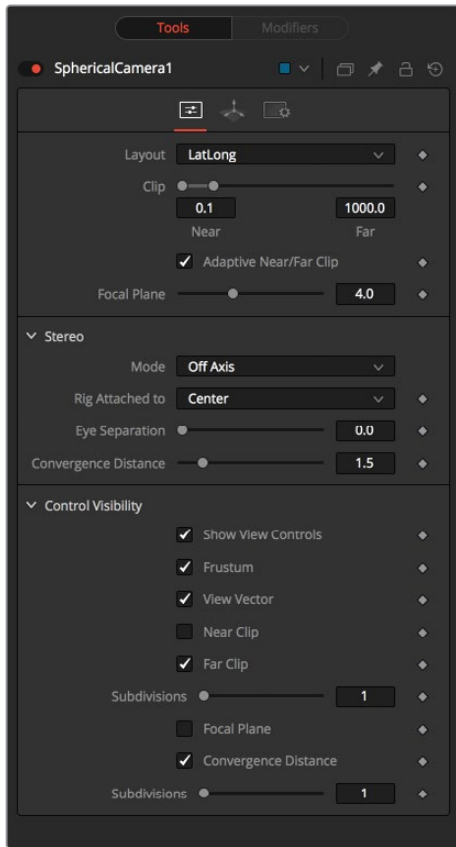 Tools Modifiers
SphericalCamera1
Layout LatLong
Clip
0.1 1000.0
Near Far
Adaptive Near/Far Clip
Focal Plane 4.0
Stereo
Mode Off Axis
Rig Attached to Center
Eye Separation 0.0
Convergence Distance 1.5
Control Visibility
Show View Controls
Frustum
View Vector
Near Clip
Far Clip
Subdivisions 1
Focal Plane
Convergence Distance
Subdivisions 1